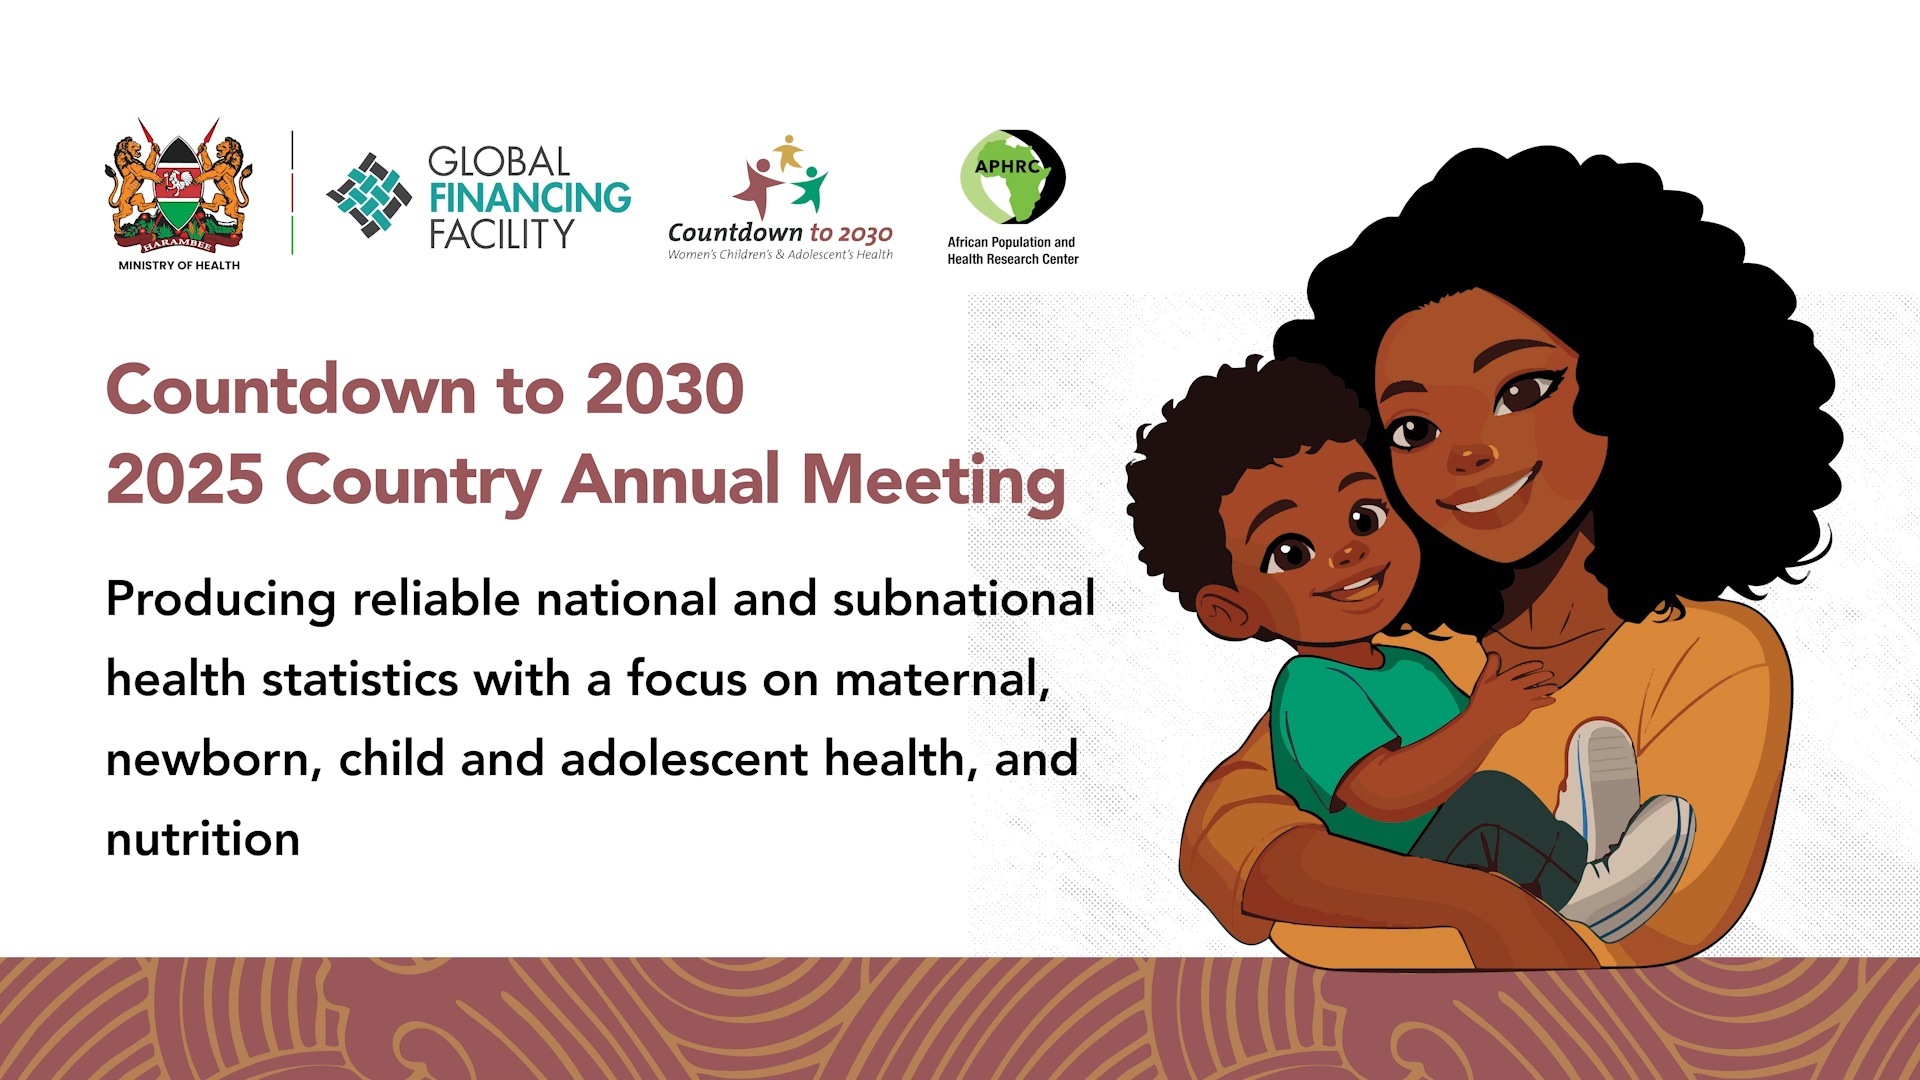 HARAMBEE
MINISTRY OF HEALTH
GLOBAL
FINANCING
FACILITY
Countdown to 2030
Women's Children's & Adolescent's Health
APHRC
African Population and
Health Research Center
Countdown to 2030
2025 Country Annual Meeting
Producing reliable national and subnational
health statistics with a focus on maternal,
newborn, child and adolescent health, and
nutrition